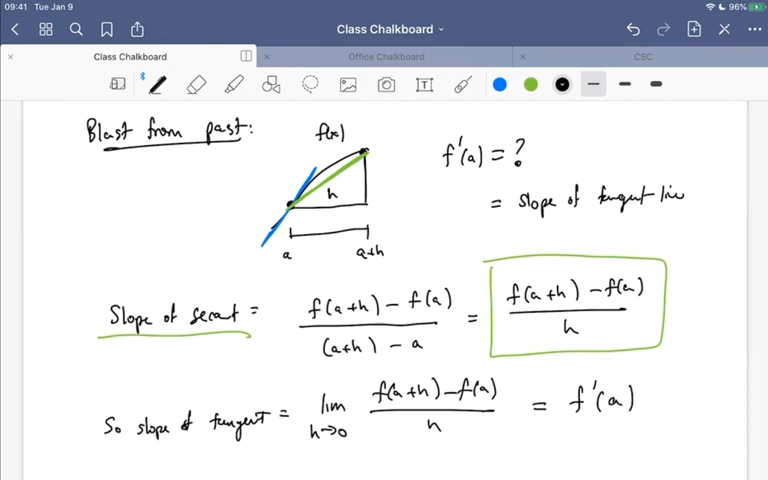 09:41 Tue Jan 9
96%
Class Chalkboard
Class Chalkboard
Office Chalkboard
CSC
Blast from past:
f(x)
f'(a) = ?
= slope of tangent line
h
a
a+h
Slope of secant = f(a+h) - f(a) / (a+h) - a = f(a+h) - f(a) / h
So slope of tangent = lim h→0 f(a+h) - f(a) / h = f'(a)